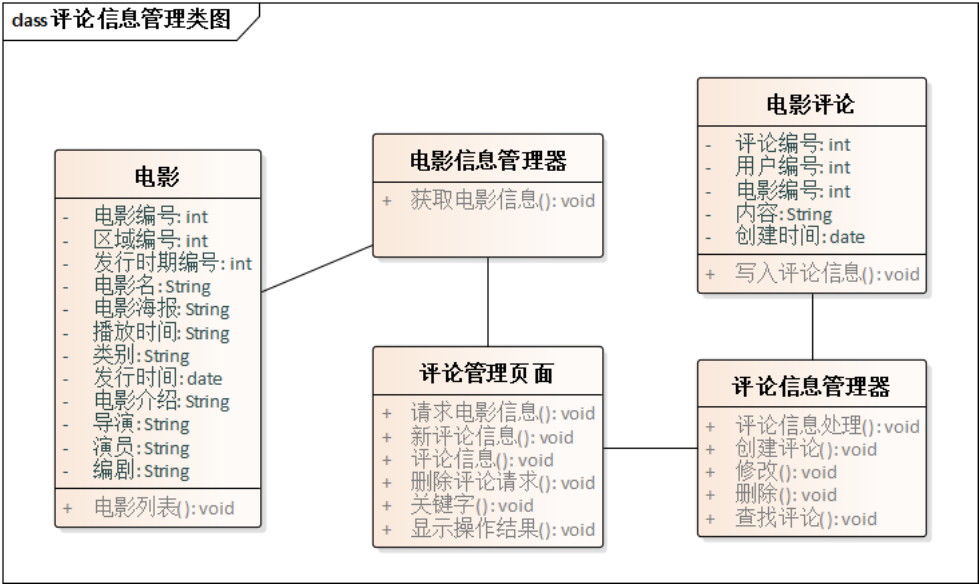 class 评论信息管理类图
电影
- 电影编号: int
- 区域编号: int
- 发行时期编号: int
- 电影名: String
- 电影海报: String
- 播放时间: String
- 类别: String
- 发行时间: date
- 电影介绍: String
- 导演: String
- 演员: String
- 编剧: String
+ 电影列表(): void
电影信息管理器
+ 获取电影信息(): void
评论管理页面
+ 请求电影信息(): void
+ 新评论信息(): void
+ 评论信息(): void
+ 删除评论请求(): void
+ 关键字(): void
+ 显示操作结果(): void
电影评论
- 评论编号: int
- 用户编号: int
- 电影编号: int
- 内容: String
- 创建时间: date
+ 写入评论信息(): void
评论信息管理器
+ 评论信息处理(): void
+ 创建评论(): void
+ 修改(): void
+ 删除(): void
+ 查找评论(): void